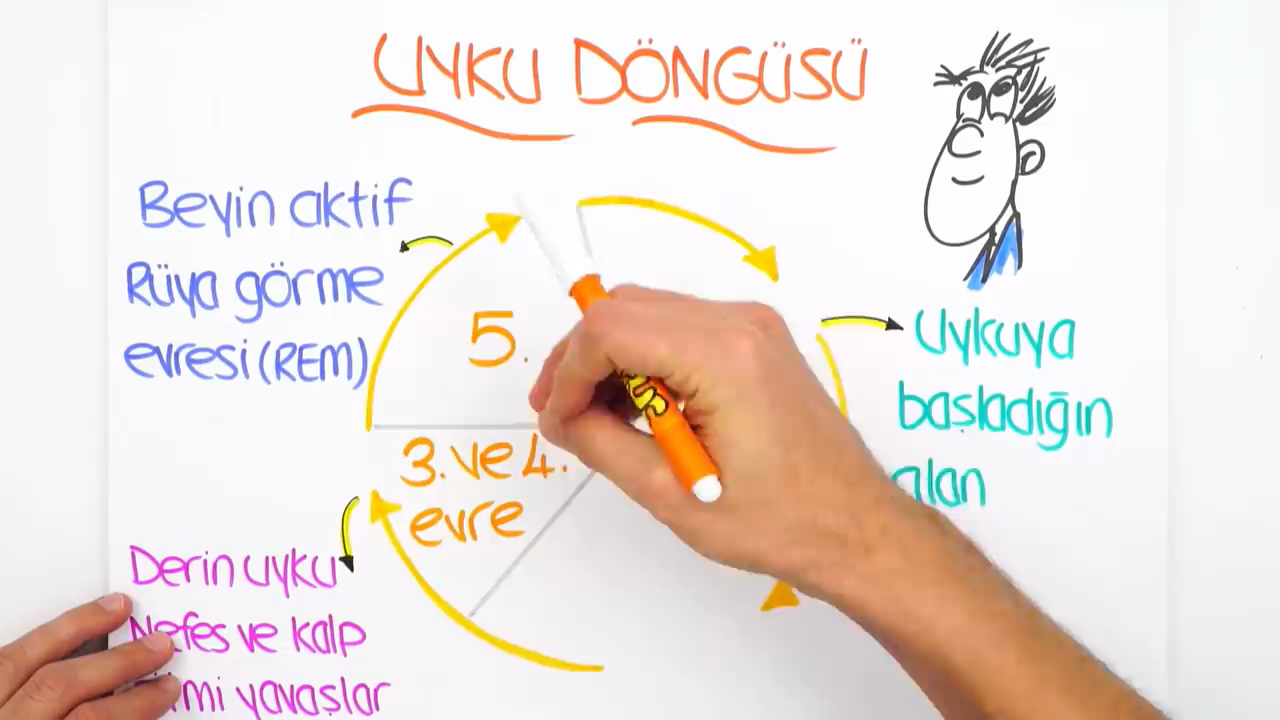 UYKU DÖNGÜSÜ
Beyin aktif
Rüya görme
evresi (REM)
5.
3. ve 4.
evre
Uykuya
başladığın
alan
Derin uyku
Nefes ve kalp
yavaşlar